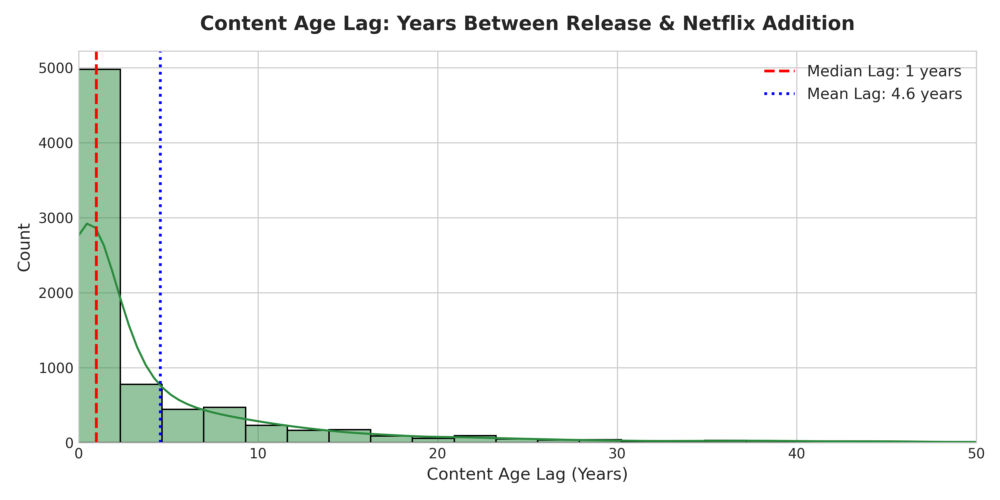 Content Age Lag: Years Between Release & Netflix Addition
Median Lag: 1 years
Mean Lag: 4.6 years
Count
5000
4000
3000
2000
1000
0
0 10 20 30 40 50
Content Age Lag (Years)